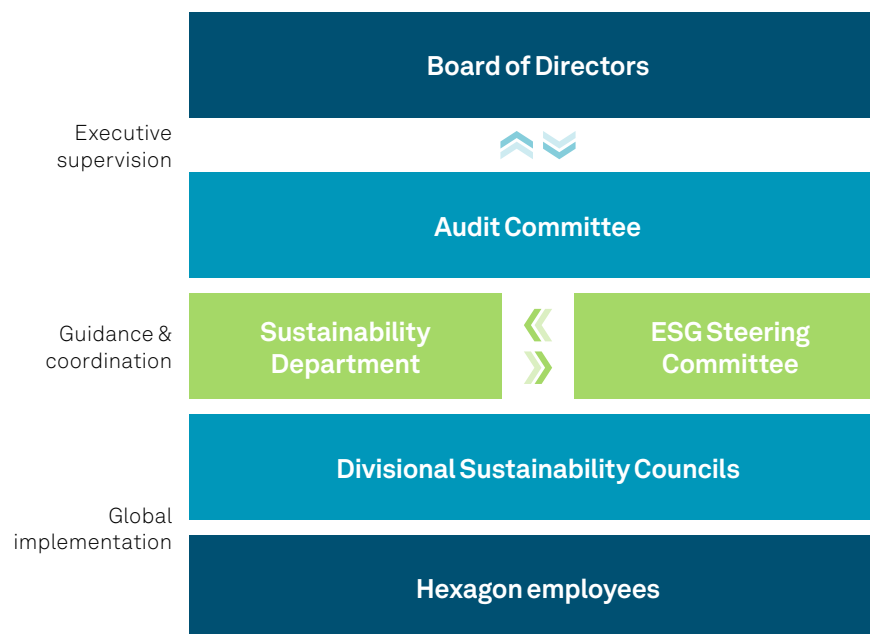 Board of Directors
Executive
supervision
Audit Committee
Guidance &
coordination
Sustainability
Department
ESG Steering
Committee
Divisional Sustainability Councils
Global
implementation
Hexagon employees